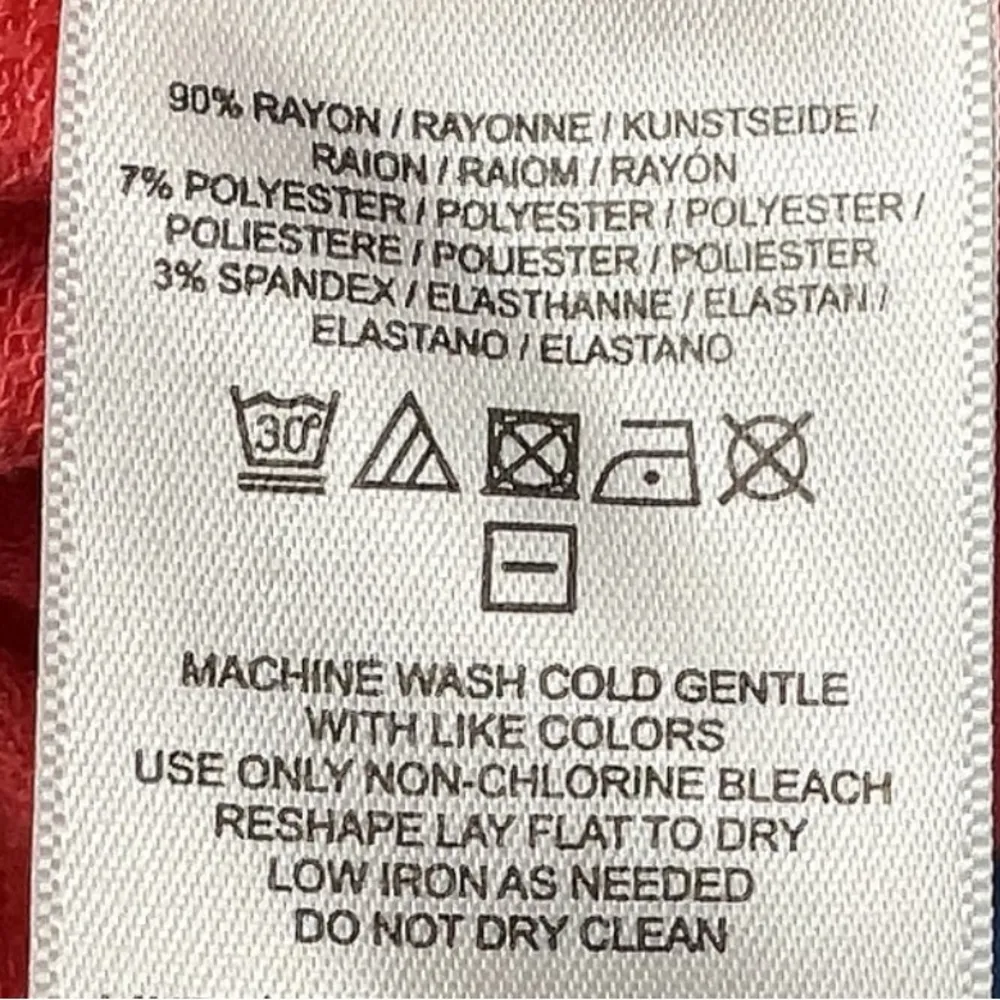 90% RAYON / RAYONNE / KUNSTSEIDE /
RAION / RAIOM / RAYÓN
7% POLYESTER / POLYESTER / POLYESTER /
POLIESTERE / POLIESTER / POLIESTER
3% SPANDEX / ELASTHANNE / ELASTAN /
ELASTANO / ELASTANO
30°
MACHINE WASH COLD GENTLE
WITH LIKE COLORS
USE ONLY NON-CHLORINE BLEACH
RESHAPE LAY FLAT TO DRY
LOW IRON AS NEEDED
DO NOT DRY CLEAN